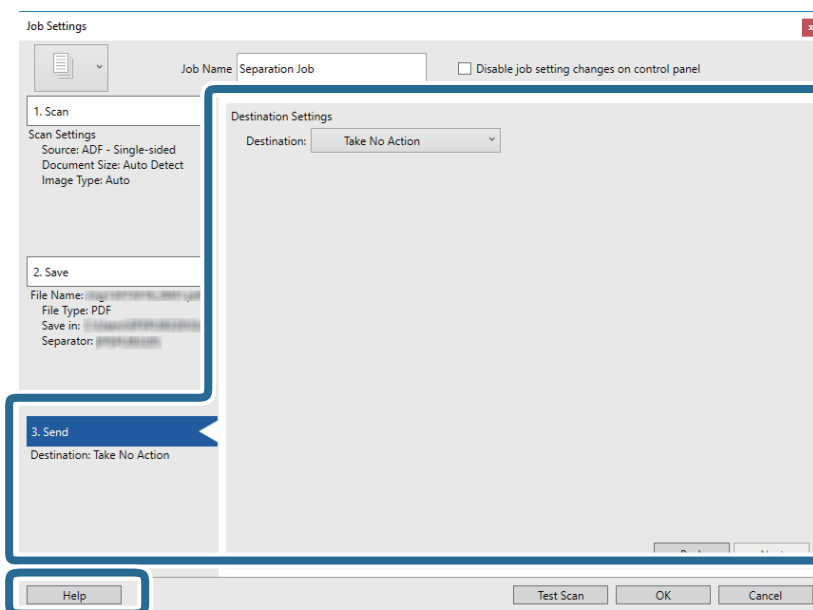 Job Settings
Job Name Separation Job Disable job setting changes on control panel
1. Scan
Scan Settings
Source: ADF - Single-sided
Document Size: Auto Detect
Image Type: Auto
2. Save
File Name:
File Type: PDF
Save in:
Separator:
3. Send
Destination: Take No Action
Destination Settings
Destination: Take No Action
Help Test Scan OK Cancel